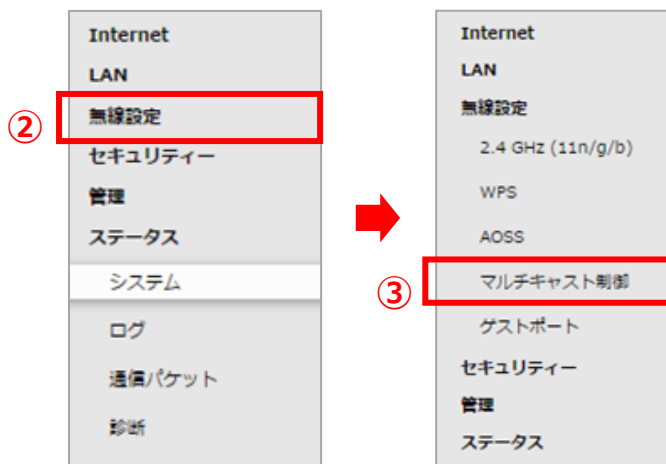 ②
Internet
LAN
無線設定
セキュリティー
管理
ステータス
システム
ログ
通信パケット
診断
③
Internet
LAN
無線設定
2.4 GHz (11n/g/b)
WPS
AOSS
マルチキャスト制御
ゲストポート
セキュリティー
管理
ステータス